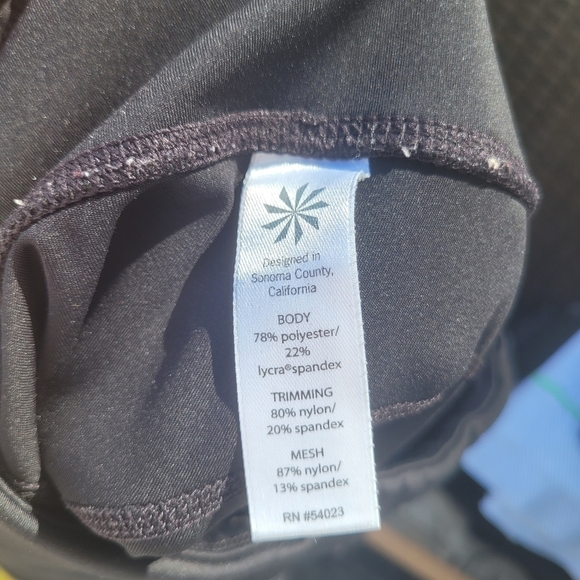 Designed in
Sonoma County,
California
BODY
78% polyester/
22%
lycra®spandex
TRIMMING
80% nylon/
20% spandex
MESH
87% nylon/
13% spandex
RN #54023